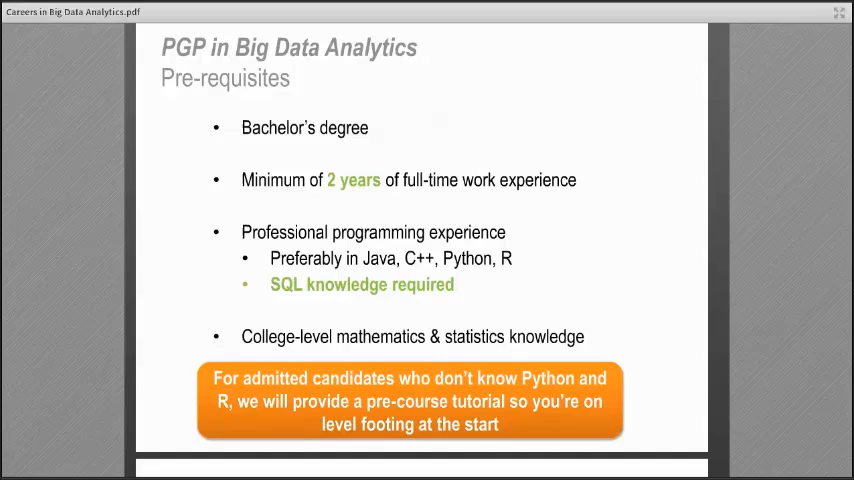 Careers in Big Data Analytics.pdf
PGP in Big Data Analytics
Pre-requisites
• Bachelor's degree
• Minimum of 2 years of full-time work experience
• Professional programming experience
• Preferably in Java, C++, Python, R
• SQL knowledge required
• College-level mathematics & statistics knowledge
For admitted candidates who don't know Python and
R, we will provide a pre-course tutorial so you're on
level footing at the start